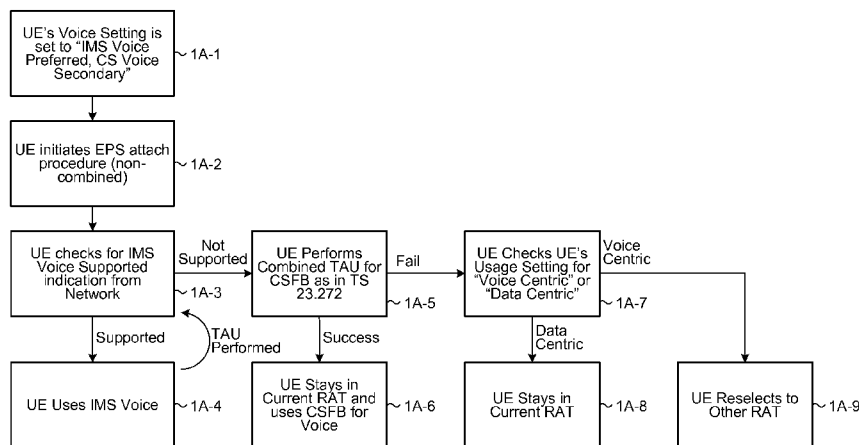 UE's Voice Setting is
set to "IMS Voice
Preferred, CS Voice
Secondary"
1A-1
UE initiates EPS attach
procedure (non-
combined)
1A-2
UE checks for IMS
Voice Supported
indication from
Network
1A-3
Not
Supported
UE Performs
Combined TAU for
CSFB as in TS
23.272
1A-5
Fail
UE Checks UE's
Usage Setting for
"Voice Centric" or
"Data Centric"
1A-7
Voice
Centric
Supported
TAU
Performed
Success
Data
Centric
UE Uses IMS Voice
1A-4
UE Stays in
Current RAT and
uses CSFB for
Voice
1A-6
UE Stays in
Current RAT
1A-8
UE Reselects to
Other RAT
1A-9